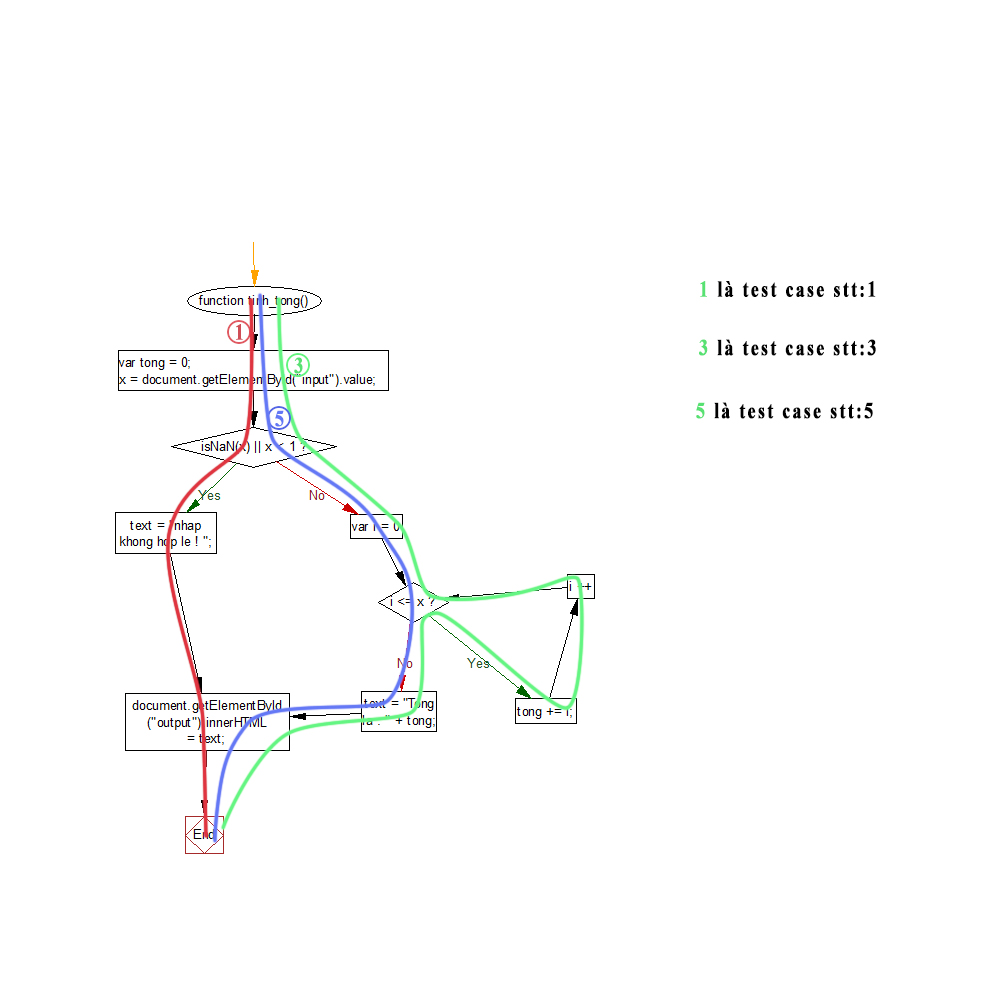 function tinh_tong()
①
var tong = 0;
x = document.getElementById("input").value;
③
⑤
isNaN(x) || x < 1 ?
Yes
No
text = "nhap
khong hop le ! ";
var i = 0
i <= x ?
i ++
No
Yes
text = "Tong
la : " + tong;
tong += i;
document.getElementById
("output").innerHTML
= text;
End
1 là test case stt:1
3 là test case stt:3
5 là test case stt:5